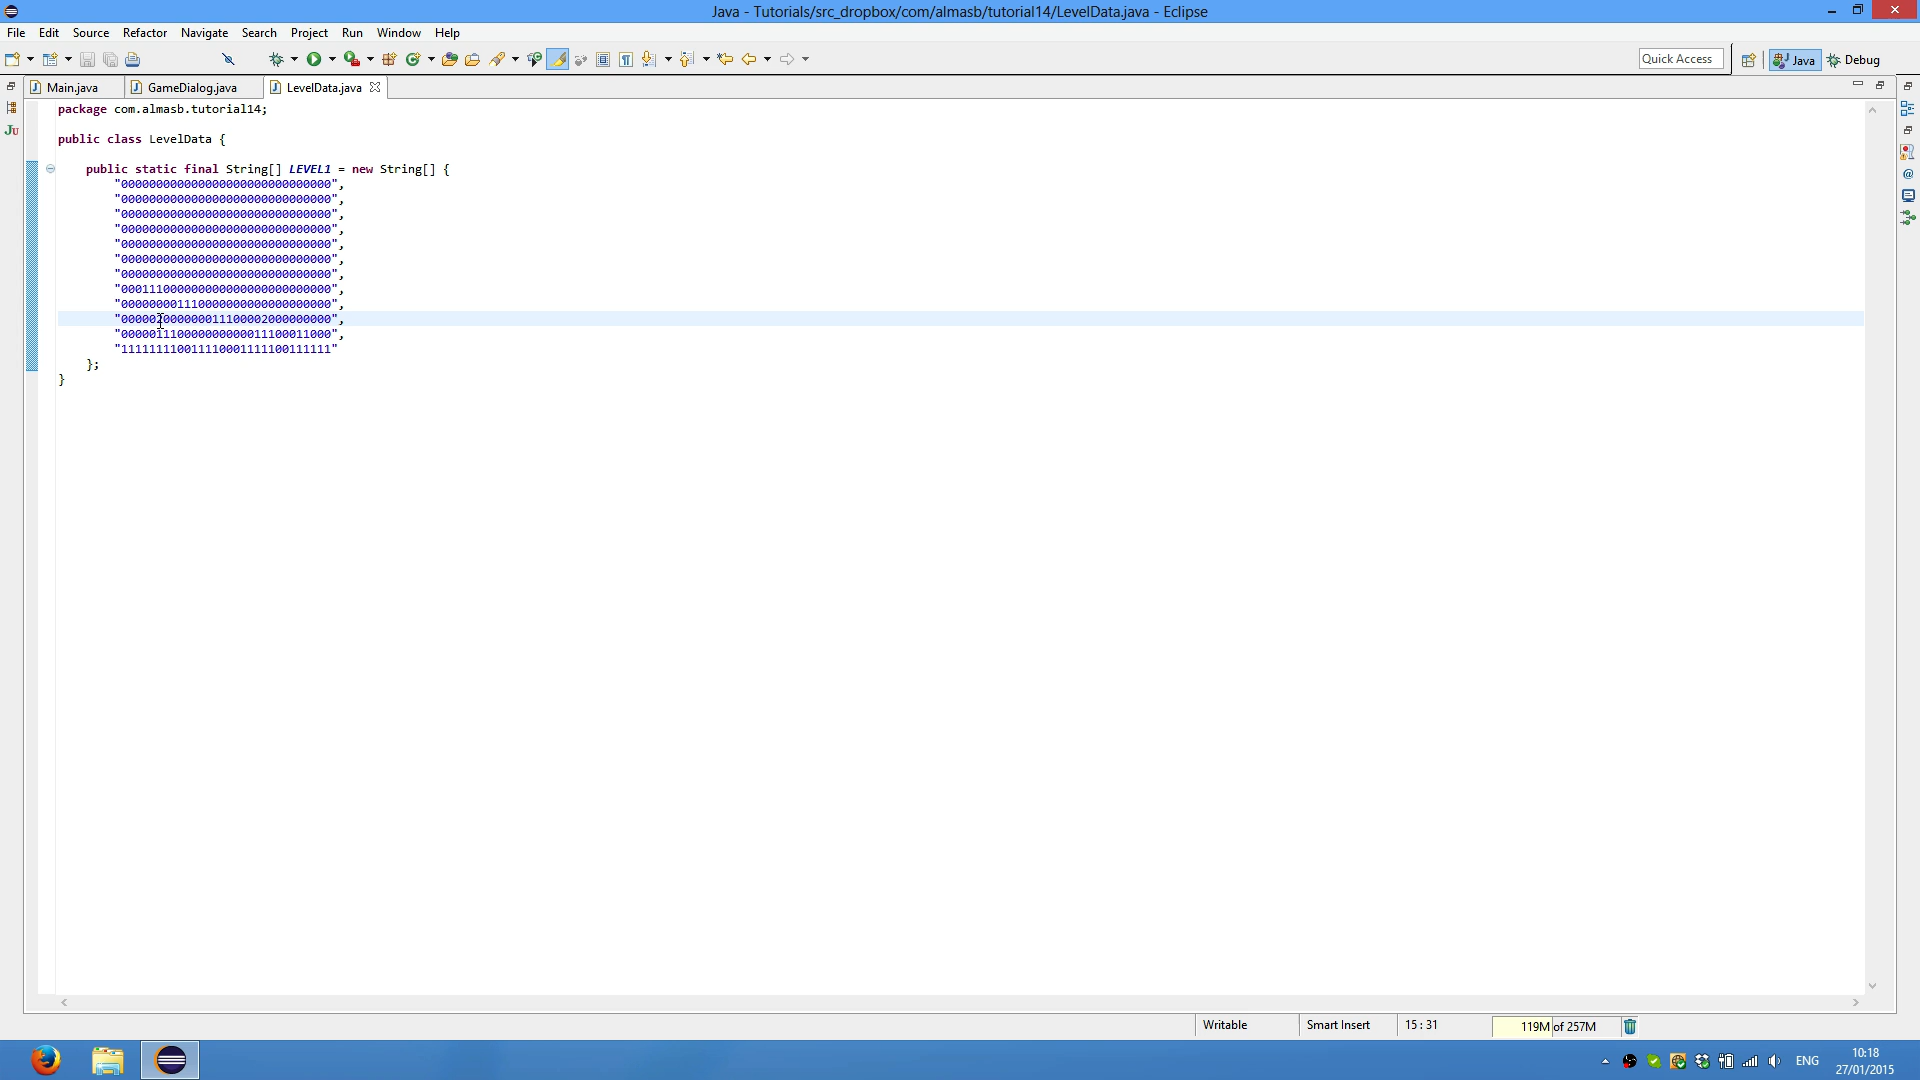 Java - Tutorials/src_dropbox/com/almasb/tutorial14/LevelData.java - Eclipse
File Edit Source Refactor Navigate Search Project Run Window Help
Quick Access Java Debug
Main.java GameDialog.java LevelData.java
package com.almasb.tutorial14;
public class LevelData {
public static final String[] LEVEL1 = new String[] {
"000000000000000000000000000000",
"000000000000000000000000000000",
"000000000000000000000000000000",
"000000000000000000000000000000",
"000000000000000000000000000000",
"000000000000000000000000000000",
"000000000000000000000000000000",
"000111000000000000000000000000",
"000000001110000000000000000000",
"000002000000011100002000000000",
"000001110000000000011100011000",
"111111110011110001111100111111"
};
}
Writable Smart Insert 15 : 31 119M of 257M
ENG
10:18
27/01/2015